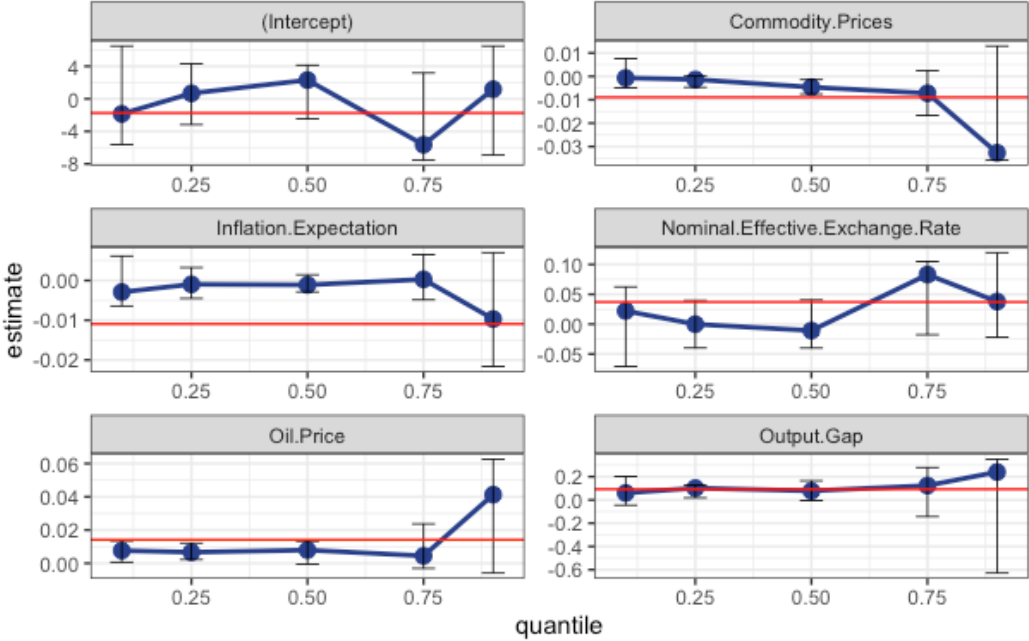 (Intercept)
Commodity.Prices
4
0
-4
-8
0.01
0.00
-0.01
-0.02
-0.03
0.25 0.50 0.75
0.25 0.50 0.75
Inflation.Expectation
Nominal.Effective.Exchange.Rate
0.00
-0.01
-0.02
0.10
0.05
0.00
-0.05
0.25 0.50 0.75
0.25 0.50 0.75
estimate
Oil.Price
Output.Gap
0.06
0.04
0.02
0.00
0.2
0.0
-0.2
-0.4
-0.6
0.25 0.50 0.75
0.25 0.50 0.75
quantile